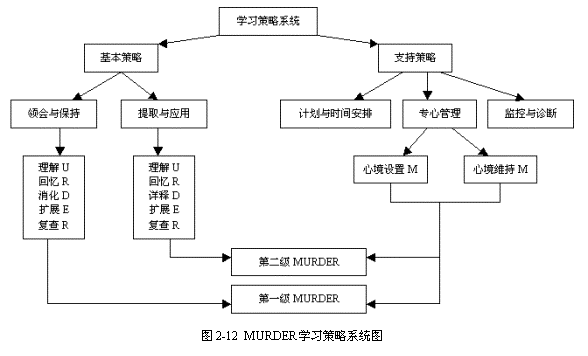 学习策略系统
基本策略
支持策略
领会与保持
提取与应用
计划与时间安排
专心管理
监控与诊断
理解 U
回忆 R
消化 D
扩展 E
复查 R
理解 U
回忆 R
详释 D
扩展 E
复查 R
心境设置 M
心境维持 M
第二级 MURDER
第一级 MURDER
图 2-12 MURDER 学习策略系统图